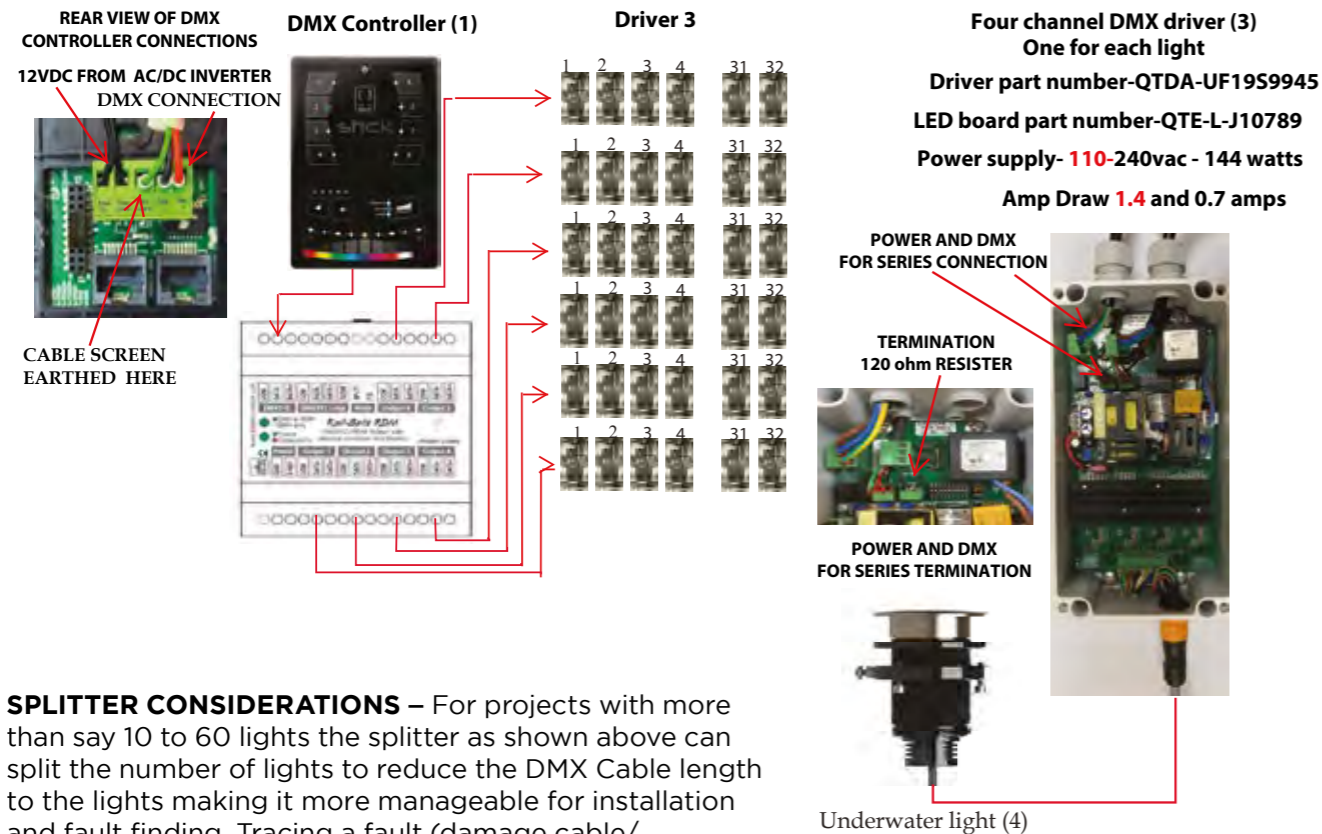 REAR VIEW OF DMX
CONTROLLER CONNECTIONS
12VDC FROM AC/DC INVERTER
DMX CONNECTION
CABLE SCREEN
EARTHED HERE
DMX Controller (1)
Driver 3
1 2 3 4 31 32
1 2 3 4 31 32
1 2 3 4 31 32
1 2 3 4 31 32
1 2 3 4 31 32
1 2 3 4 31 32
Four channel DMX driver (3)
One for each light
Driver part number-QTDA-UF19S9945
LED board part number-QTE-L-J10789
Power supply- 110-240vac - 144 watts
Amp Draw 1.4 and 0.7 amps
POWER AND DMX
FOR SERIES CONNECTION
TERMINATION
120 ohm RESISTER
POWER AND DMX
FOR SERIES TERMINATION
Underwater light (4)
SPLITTER CONSIDERATIONS – For projects with more
than say 10 to 60 lights the splitter as shown above can
split the number of lights to reduce the DMX Cable length
to the lights making it more manageable for installation
and fault finding. Tracing a fault (damage cable/